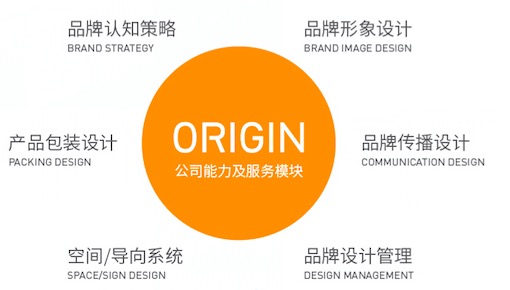 品牌认知策略
BRAND STRATEGY
品牌形象设计
BRAND IMAGE DESIGN
产品包装设计
PACKING DESIGN
ORIGIN
公司能力及服务模块
品牌传播设计
COMMUNICATION DESIGN
空间/导向系统
SPACE/SIGN DESIGN
品牌设计管理
DESIGN MANAGEMENT